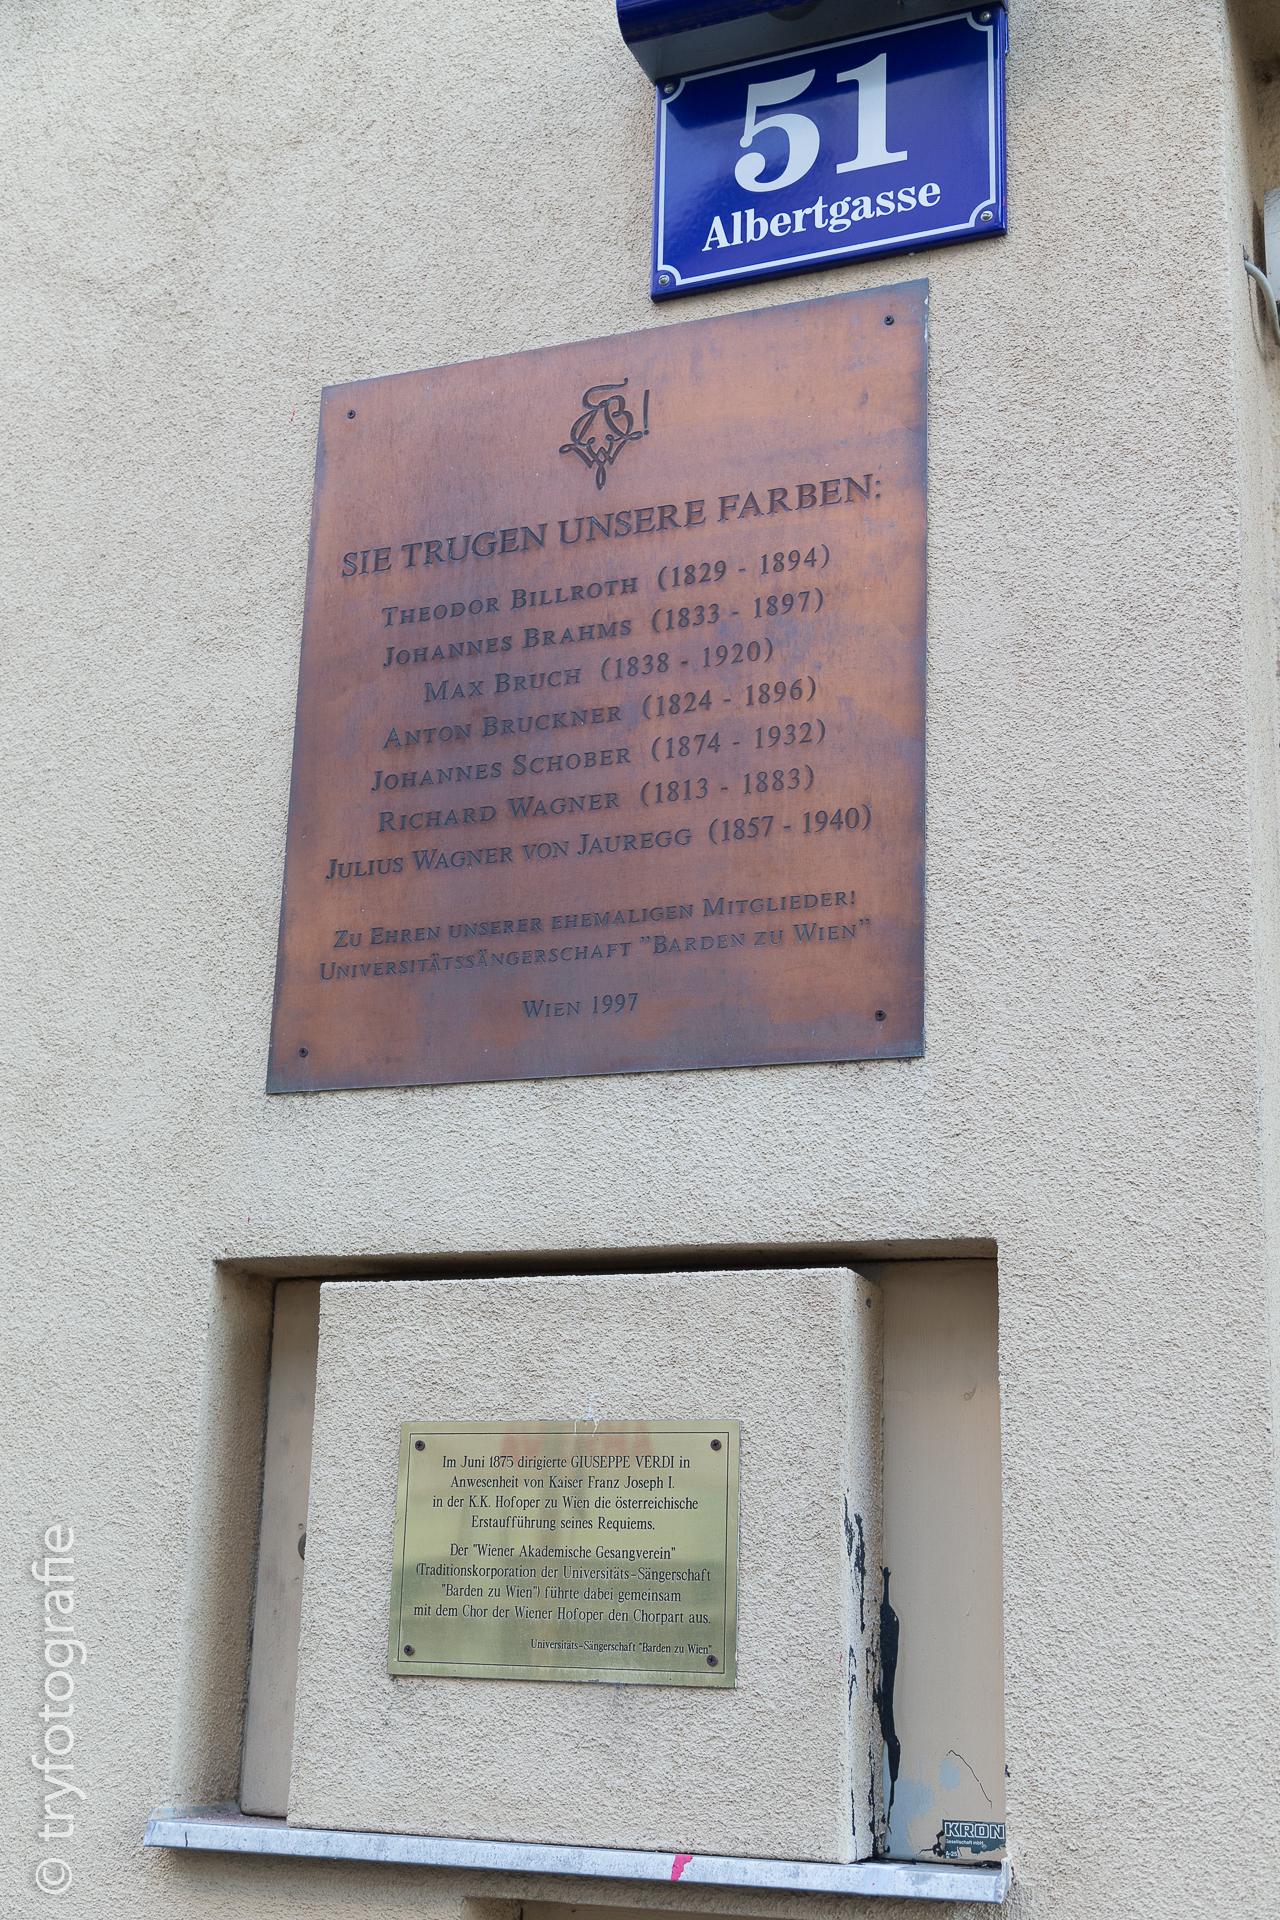 51
Albertgasse
SIE TRUGEN UNSERE FARBEN:
THEODOR BILLROTH (1829 - 1894)
JOHANNES BRAHMS (1833 - 1897)
MAX BRUCH (1838 - 1920)
ANTON BRUCKNER (1824 - 1896)
JOHANNES SCHOBER (1874 - 1932)
RICHARD WAGNER (1813 - 1883)
JULIUS WAGNER VON JAUREGG (1857 - 1940)
ZU EHREN UNSERER EHEMALIGEN MITGLIEDER!
UNIVERSITÄTSSÄNGERSCHAFT ”BARDEN ZU WIEN”
WIEN 1997
Im Juni 1875 dirigierte GIUSEPPE VERDI in
Anwesenheit von Kaiser Franz Joseph I.
in der K.K. Hofoper zu Wien die österreichische
Erstaufführung seines Requiems.
Der "Wiener Akademische Gesangverein"
(Traditionskorporation der Universitäts-Sängerschaft
"Barden zu Wien") führte dabei gemeinsam
mit dem Chor der Wiener Hofoper den Chorpart aus.
Universitäts-Sängerschaft "Barden zu Wien"
KRON
Gesellschaft mbH
A-25
© tryfotografie